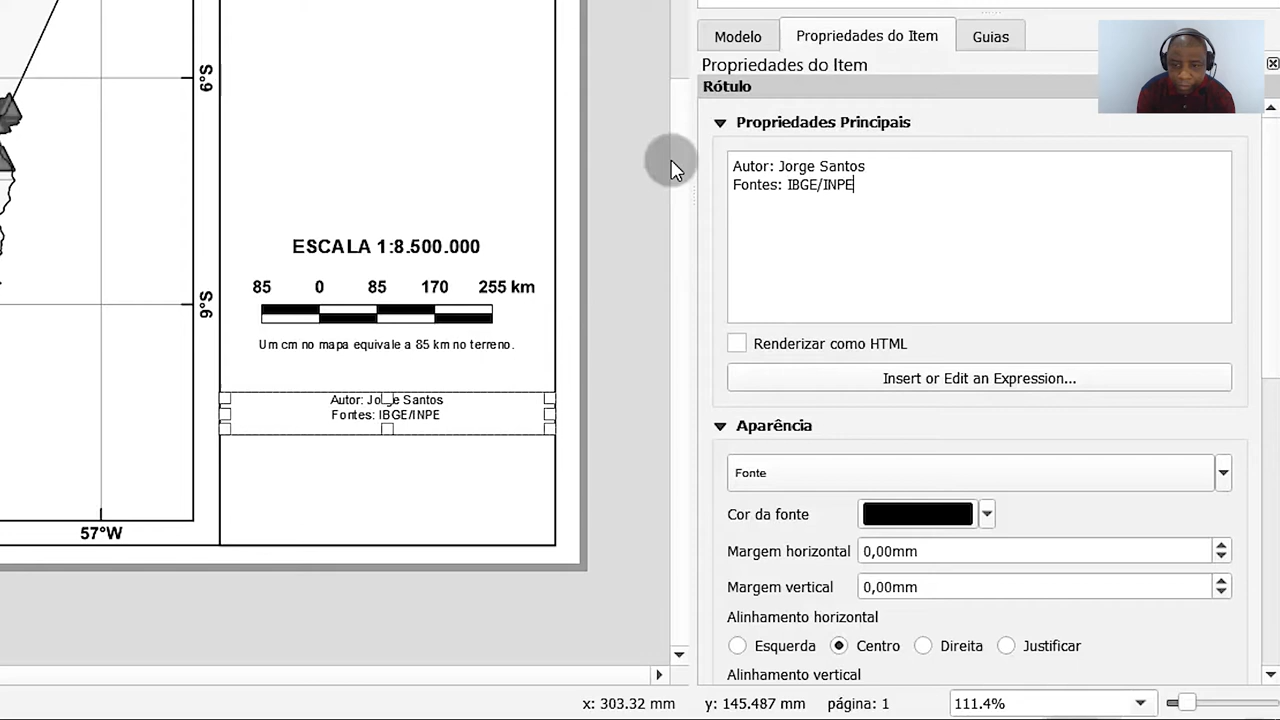 Modelo
Propriedades do Item
Guias
Propriedades do Item
Rótulo
Propriedades Principais
Autor: Jorge Santos
Fontes: IBGE/INPE
Renderizar como HTML
Insert or Edit an Expression...
Aparência
Fonte
Cor da fonte
Margem horizontal 0,00mm
Margem vertical 0,00mm
Alinhamento horizontal
Esquerda Centro Direita Justificar
Alinhamento vertical
6°S
9°S
57°W
ESCALA 1:8.500.000
85 0 85 170 255 km
Um cm no mapa equivale a 85 km no terreno.
Autor: Jorge Santos
Fontes: IBGE/INPE
x: 303.32 mm y: 145.487 mm página: 1 111.4%